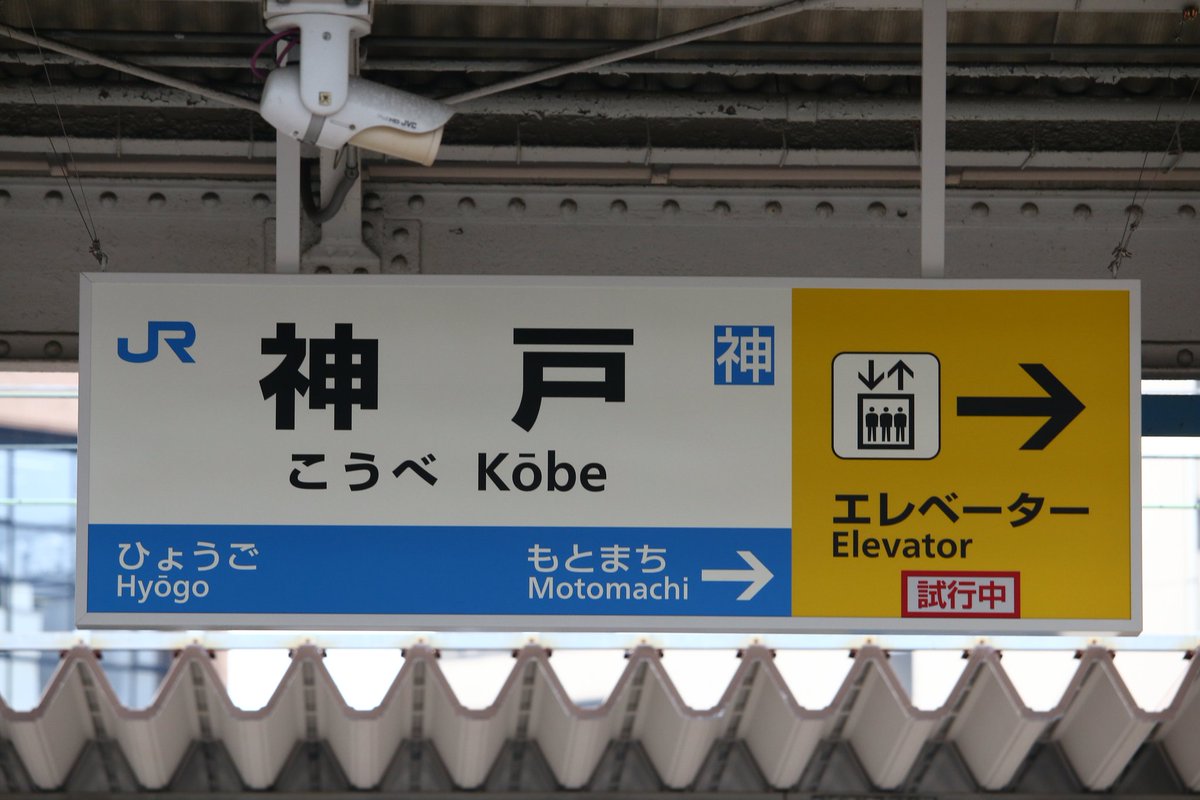 JVC
JR
神戸
神
こうべ Kōbe
ひょうご
Hyōgo
もとまち
Motomachi →
→
エレベーター
Elevator
試行中